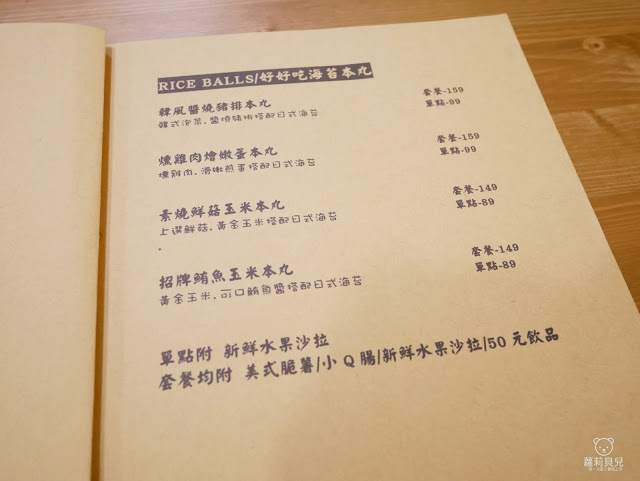 RICE BALLS/好好吃海苔本丸
韓風醬燒豬排本丸 套餐-159
韓式泡菜,醬燒豬排搭配日式海苔 單點-99
燻雞肉燴嫩蛋本丸 套餐-159
燻雞肉,滑嫩煎蛋搭配日式海苔 單點-99
素燒鮮菇玉米本丸 套餐-149
上選鮮菇,黃金玉米搭配日式海苔 單點-89
招牌鮪魚玉米本丸 套餐-149
黃金玉米,可口鮪魚醬搭配日式海苔 單點-89
單點附 新鮮水果沙拉
套餐均附 美式脆薯/小Q腸/新鮮水果沙拉/50元飲品
蘿莉貝兒